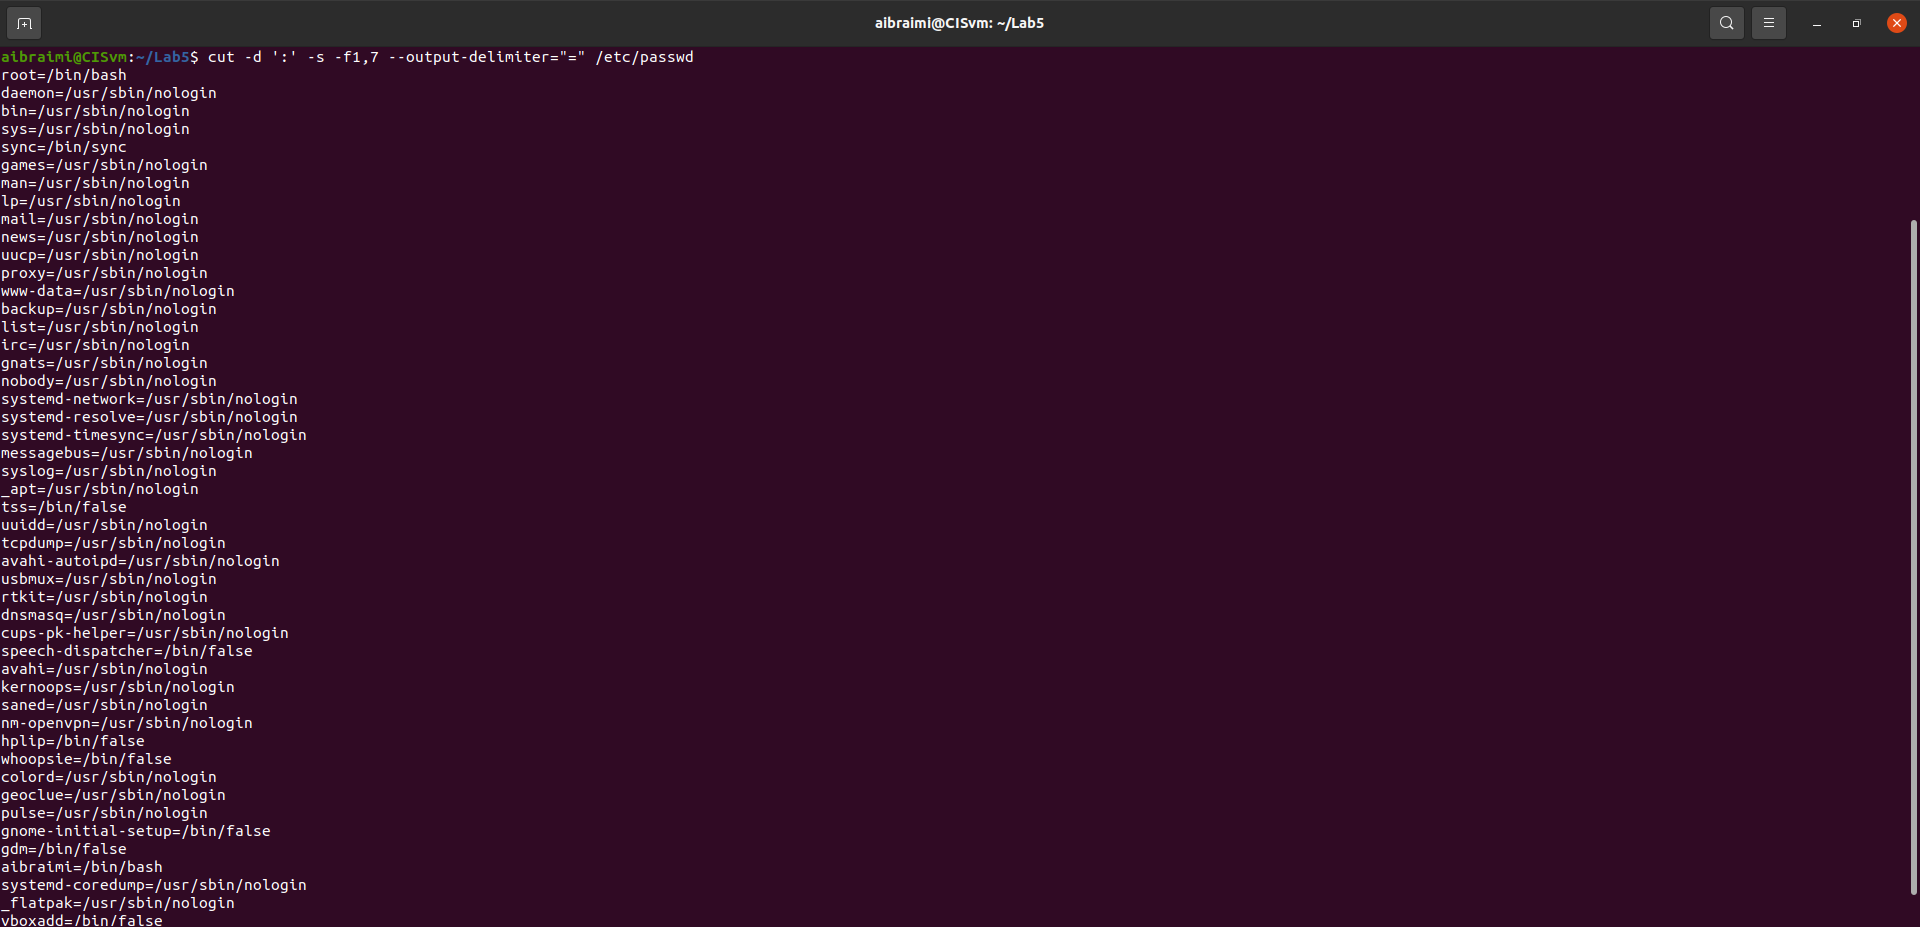 aibraimi@CISvm: ~/Lab5
aibraimi@CISvm:~/Lab5$ cut -d ':' -s -f1,7 --output-delimiter="=" /etc/passwd
root=/bin/bash
daemon=/usr/sbin/nologin
bin=/usr/sbin/nologin
sys=/usr/sbin/nologin
sync=/bin/sync
games=/usr/sbin/nologin
man=/usr/sbin/nologin
lp=/usr/sbin/nologin
mail=/usr/sbin/nologin
news=/usr/sbin/nologin
uucp=/usr/sbin/nologin
proxy=/usr/sbin/nologin
www-data=/usr/sbin/nologin
backup=/usr/sbin/nologin
list=/usr/sbin/nologin
irc=/usr/sbin/nologin
gnats=/usr/sbin/nologin
nobody=/usr/sbin/nologin
systemd-network=/usr/sbin/nologin
systemd-resolve=/usr/sbin/nologin
systemd-timesync=/usr/sbin/nologin
messagebus=/usr/sbin/nologin
syslog=/usr/sbin/nologin
_apt=/usr/sbin/nologin
tss=/bin/false
uuidd=/usr/sbin/nologin
tcpdump=/usr/sbin/nologin
avahi-autoipd=/usr/sbin/nologin
usbmux=/usr/sbin/nologin
rtkit=/usr/sbin/nologin
dnsmasq=/usr/sbin/nologin
cups-pk-helper=/usr/sbin/nologin
speech-dispatcher=/bin/false
avahi=/usr/sbin/nologin
kernoops=/usr/sbin/nologin
saned=/usr/sbin/nologin
nm-openvpn=/usr/sbin/nologin
hplip=/bin/false
whoopsie=/bin/false
colord=/usr/sbin/nologin
geoclue=/usr/sbin/nologin
pulse=/usr/sbin/nologin
gnome-initial-setup=/bin/false
gdm=/bin/false
aibraimi=/bin/bash
systemd-coredump=/usr/sbin/nologin
_flatpak=/usr/sbin/nologin
vboxadd=/bin/false